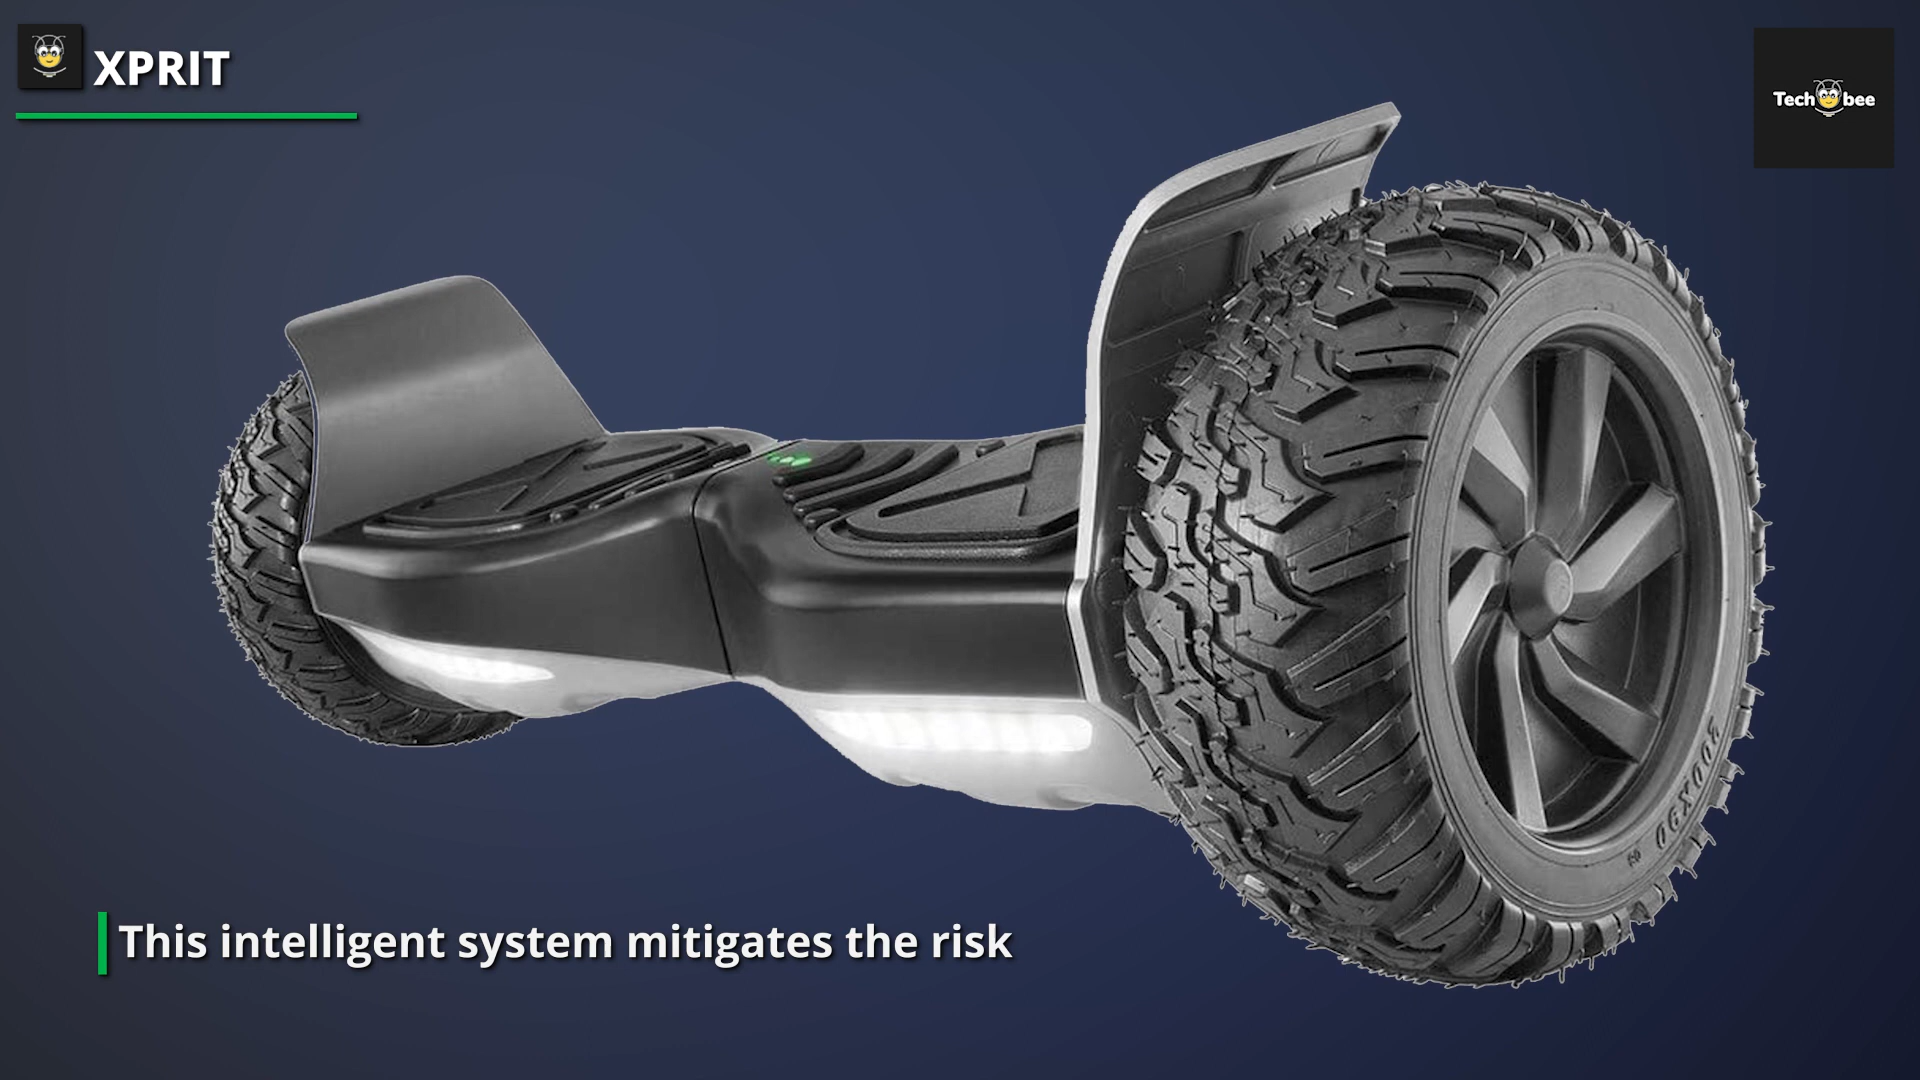 XPRIT
Tech bee
This intelligent system mitigates the risk
200X90